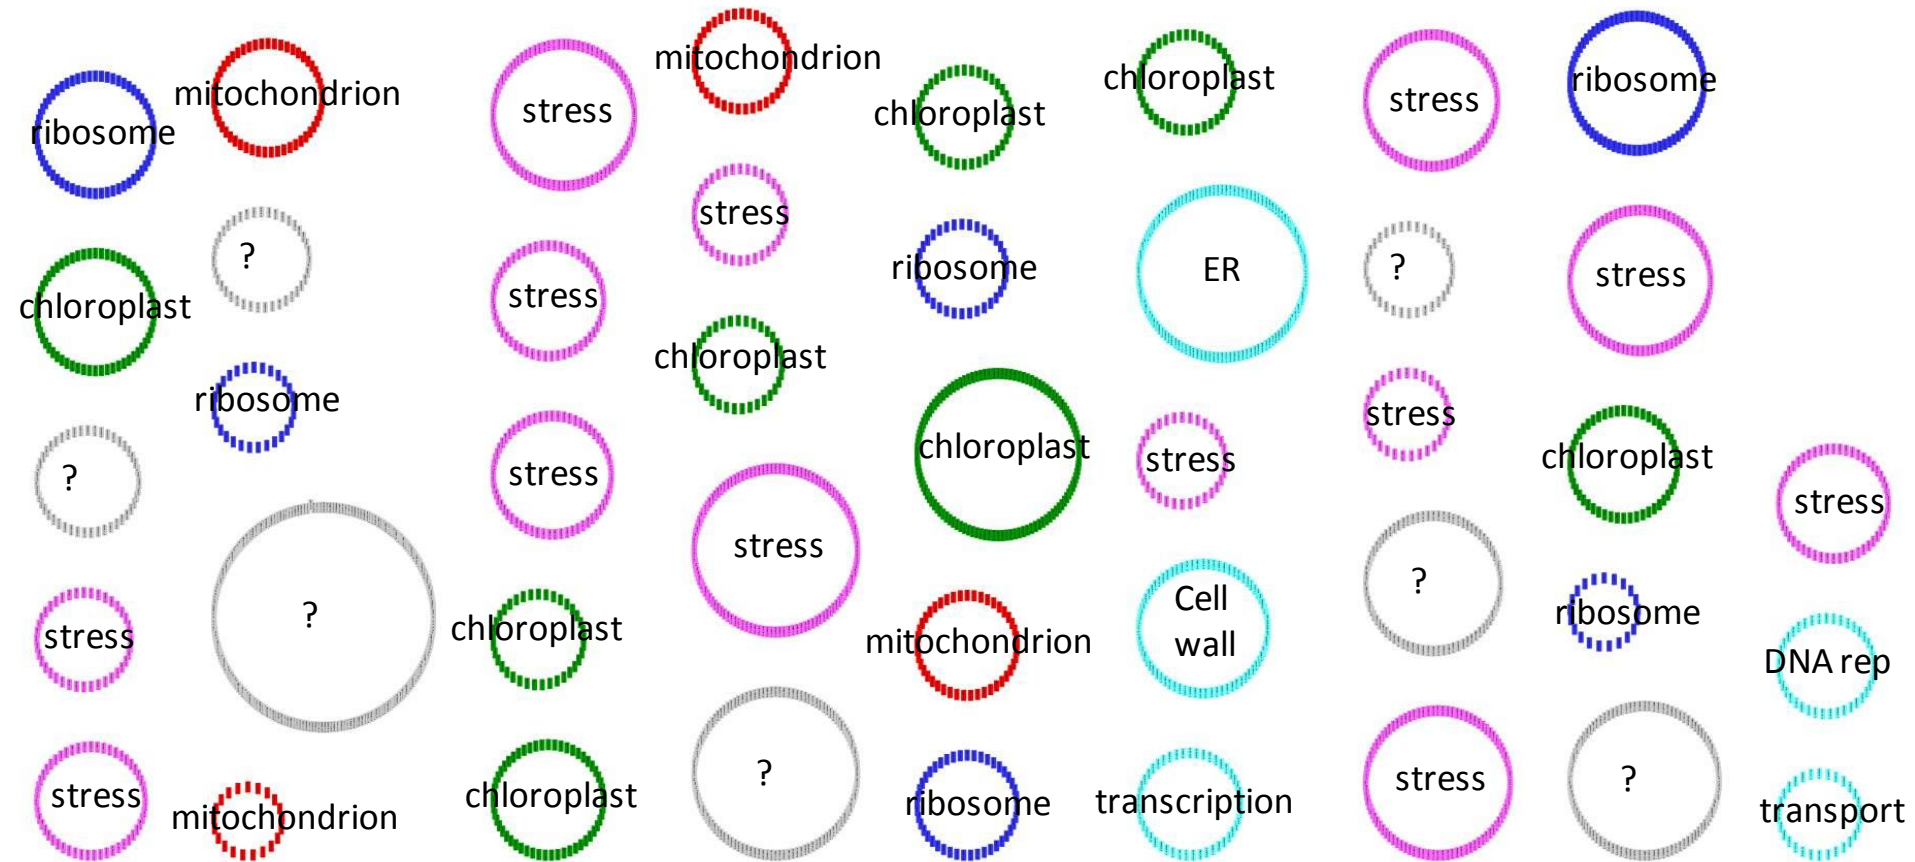 ribosome
chloroplast
?
stress
stress
mitochondrion
?
ribosome
?
mitochondrion
stress
stress
stress
chloroplast
chloroplast
mitochondrion
stress
chloroplast
stress
?
chloroplast
ribosome
chloroplast
mitochondrion
ribosome
chloroplast
ER
stress
Cell
wall
transcription
stress
?
stress
?
stress
ribosome
stress
chloroplast
ribosome
?
stress
DNA rep
transport